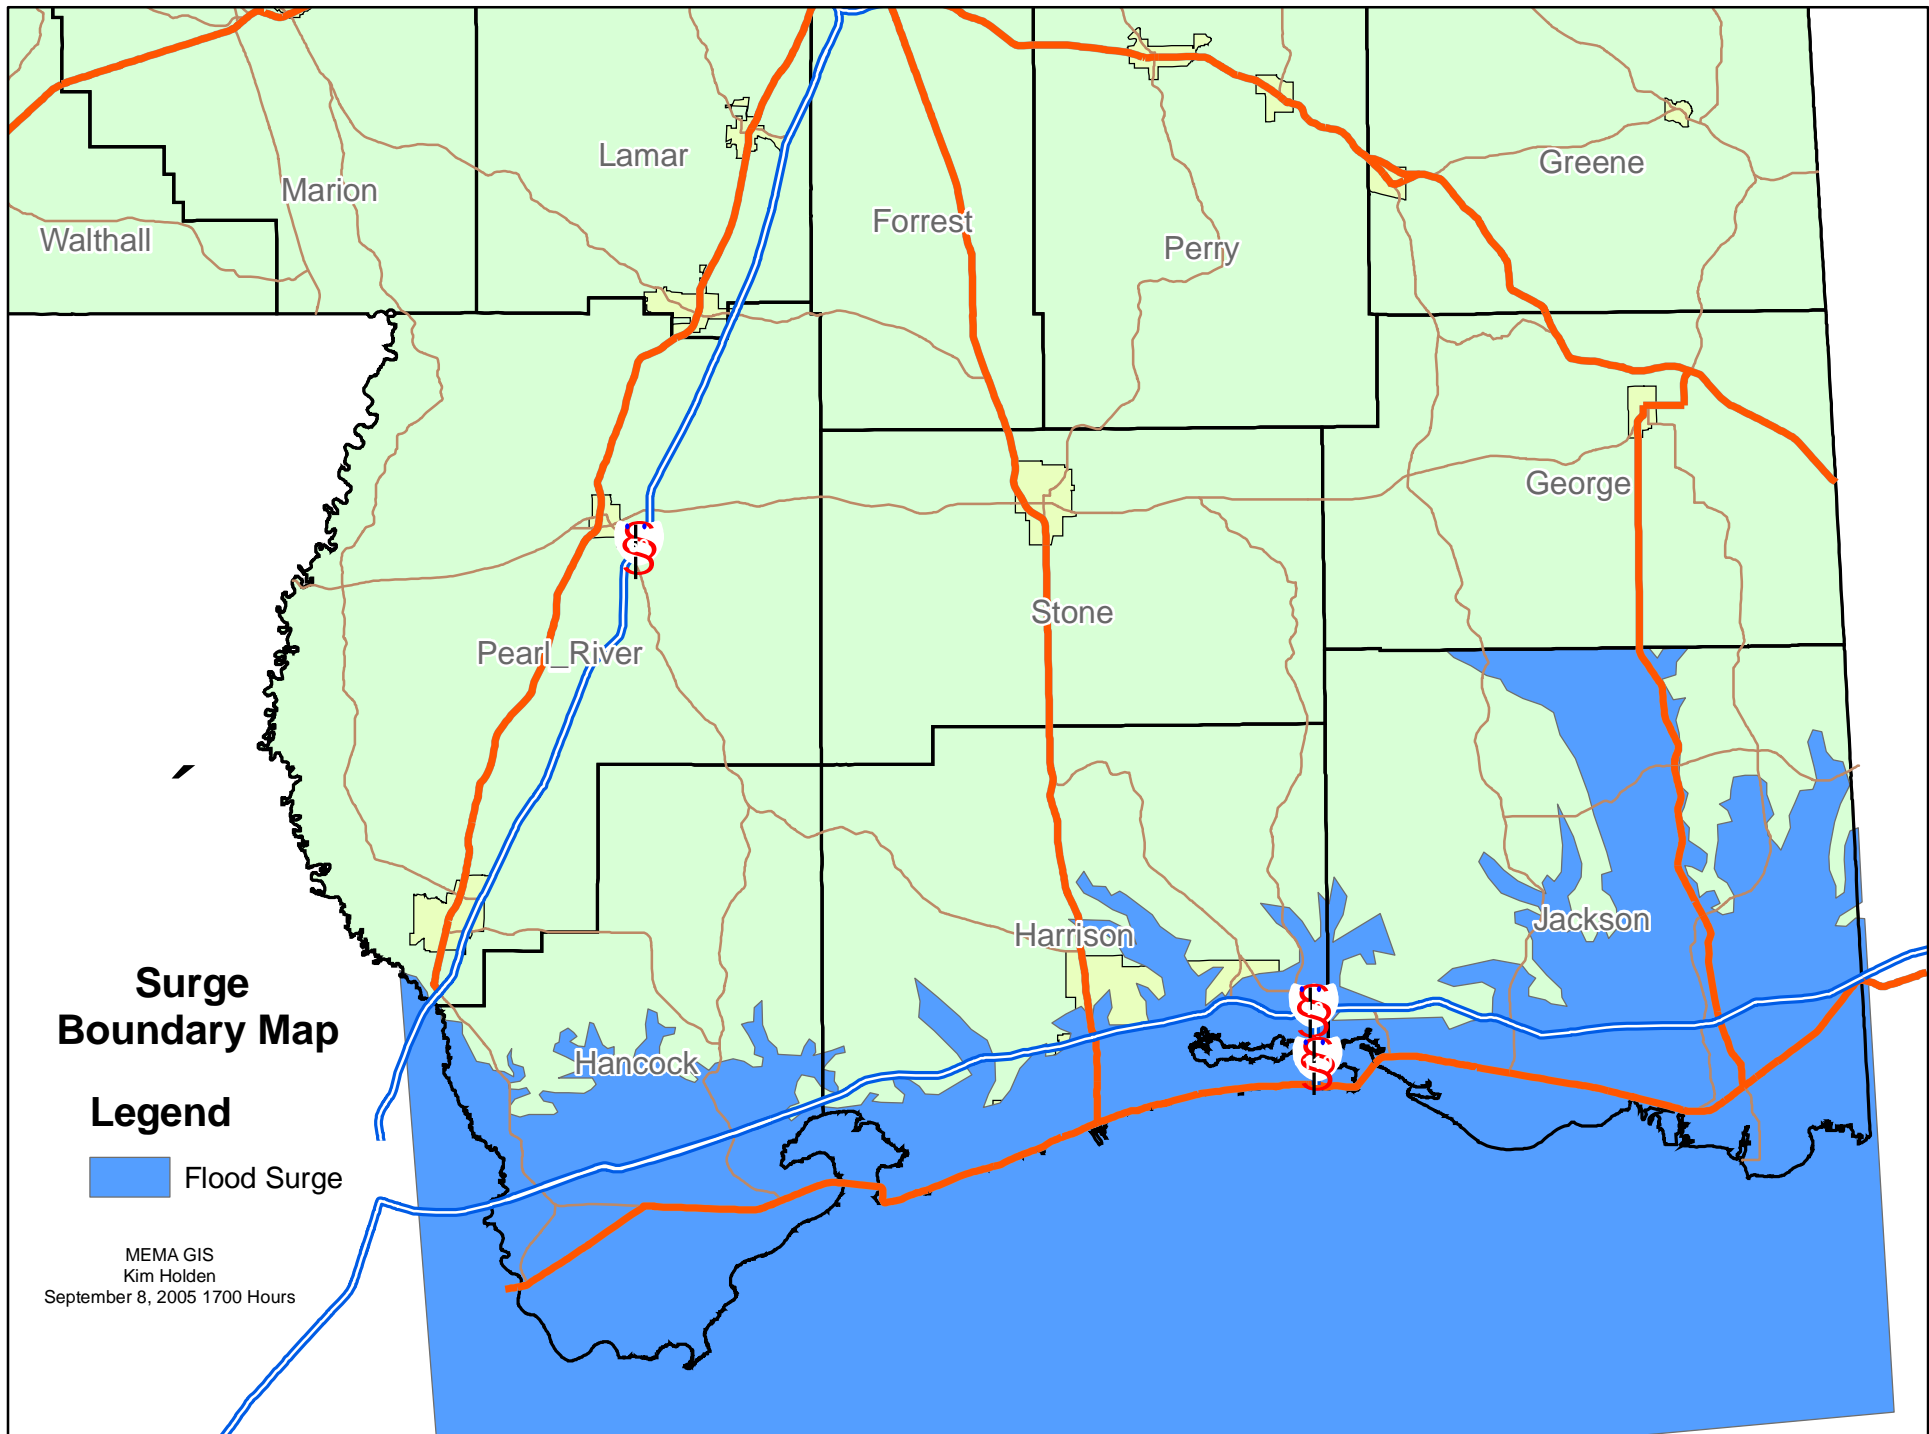 Lamar
Marion
Greene
Walthall
Forrest
Perry
George
Stone
Pearl_River
Harrison
Jackson
Hancock
Surge
Boundary Map
Legend
Flood Surge
MEMA GIS
Kim Holden
September 8, 2005 1700 Hours